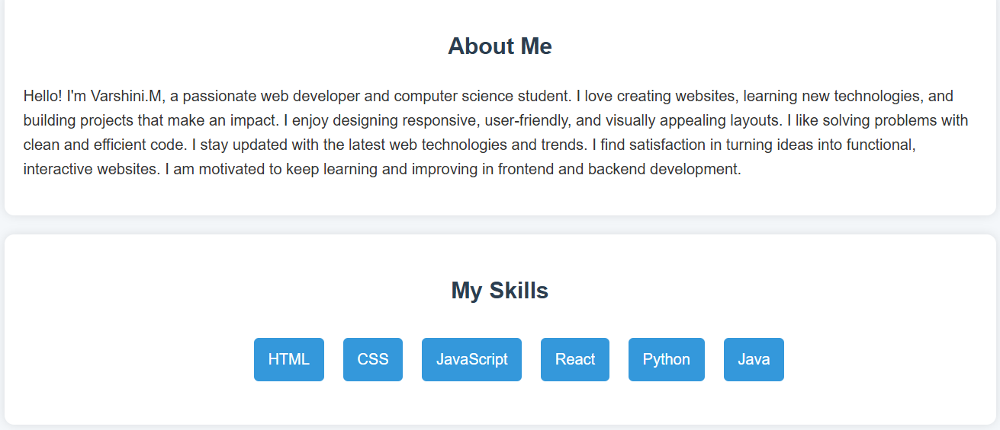 About Me
Hello! I'm Varshini.M, a passionate web developer and computer science student. I love creating websites, learning new technologies, and
building projects that make an impact. I enjoy designing responsive, user-friendly, and visually appealing layouts. I like solving problems with
clean and efficient code. I stay updated with the latest web technologies and trends. I find satisfaction in turning ideas into functional,
interactive websites. I am motivated to keep learning and improving in frontend and backend development.
My Skills
HTML CSS JavaScript React Python Java